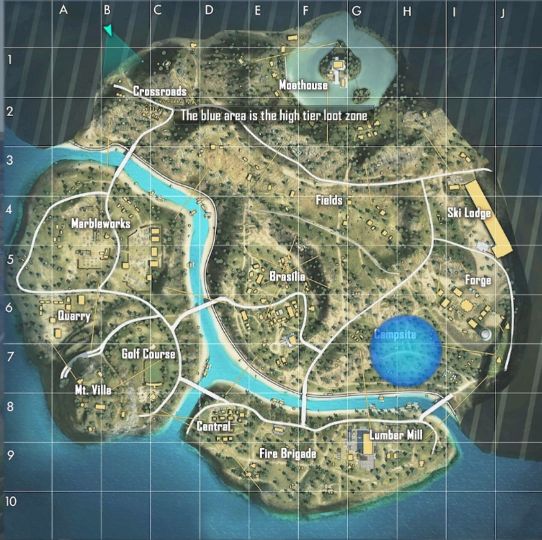 A B C D E F G H I J
1
Moathouse
Crossroads
2
The blue area is the high tier loot zone
3
Fields
4
Ski Lodge
Marbleworks
5
Brasilia
Forge
6
Quarry
Campsite
7
Golf Course
Mt. Villa
8
Central
Lumber Mill
9
Fire Brigade
10